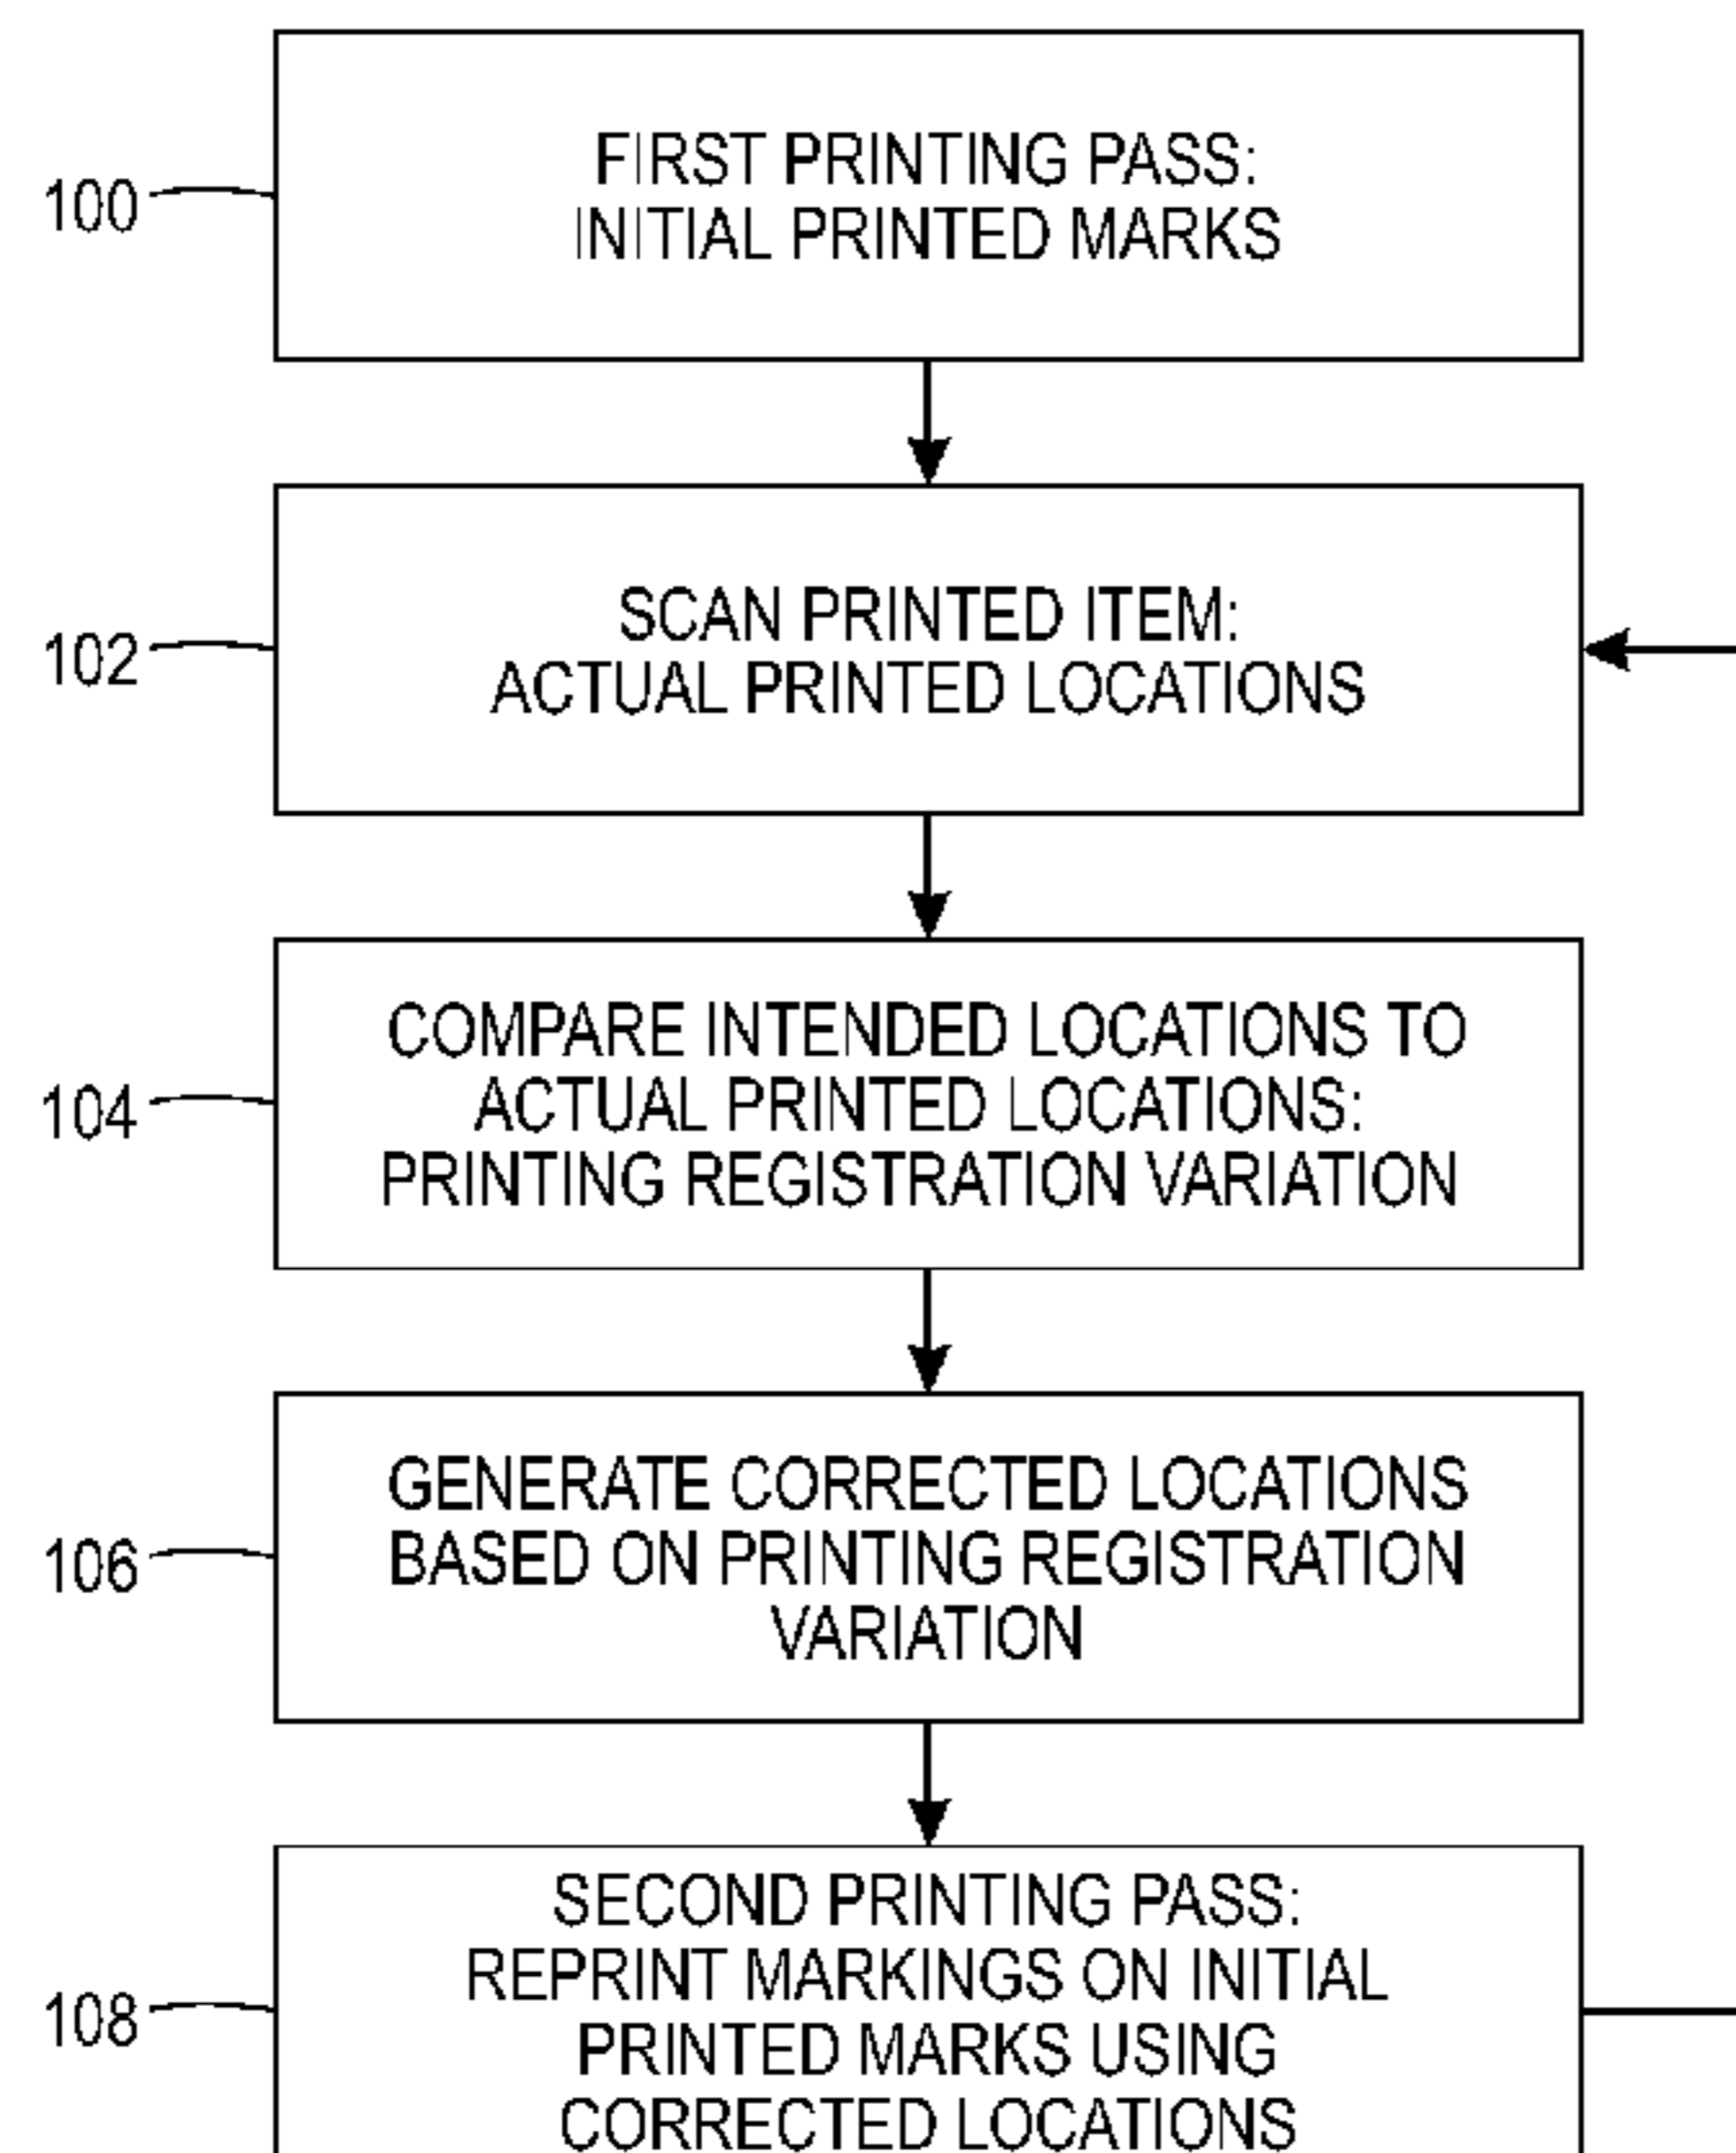 FIRST PRINTING PASS:
INITIAL PRINTED MARKS
100
SCAN PRINTED ITEM:
ACTUAL PRINTED LOCATIONS
102
COMPARE INTENDED LOCATIONS TO
ACTUAL PRINTED LOCATIONS:
PRINTING REGISTRATION VARIATION
104
GENERATE CORRECTED LOCATIONS
BASED ON PRINTING REGISTRATION
VARIATION
106
SECOND PRINTING PASS:
REPRINT MARKINGS ON INITIAL
PRINTED MARKS USING
CORRECTED LOCATIONS
108